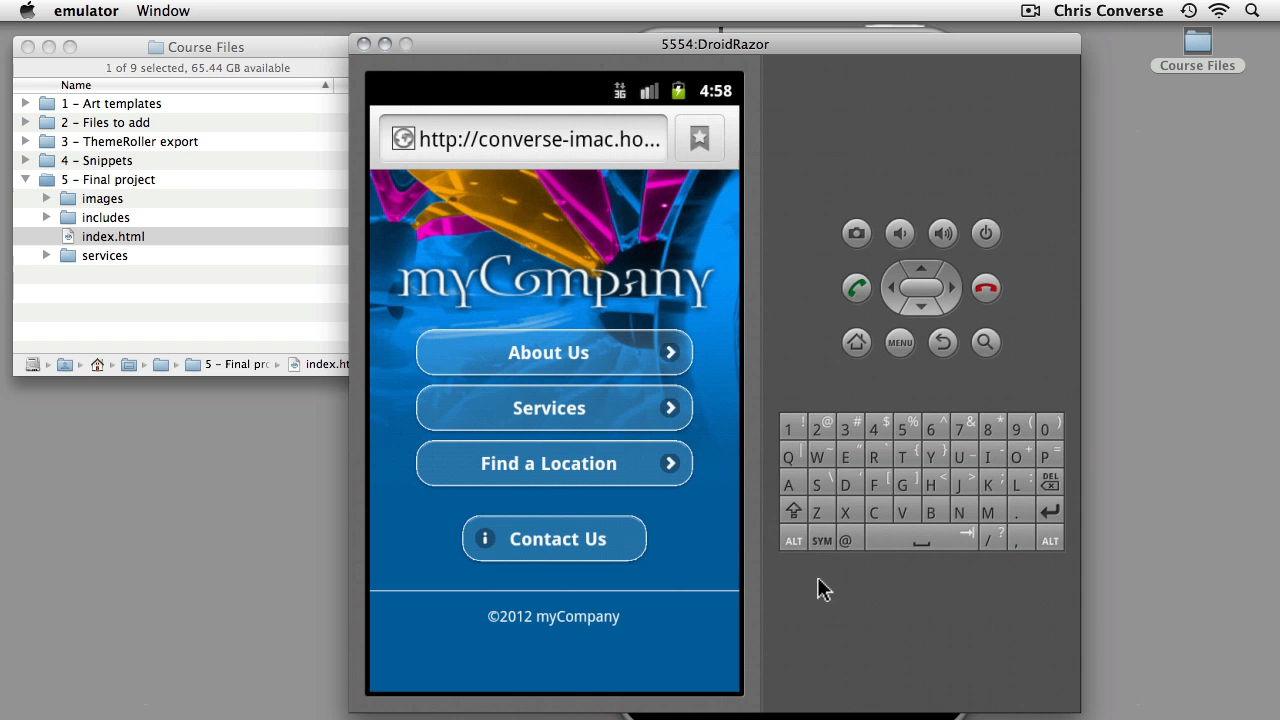 emulator Window Chris Converse
Course Files
1 of 9 selected, 65.44 GB available
Name
1 – Art templates
2 – Files to add
3 – ThemeRoller export
4 – Snippets
5 – Final project
images
includes
index.html
services
5 – Final pr
index.ht
5554:DroidRazor
3G 4:58
http://converse-imac.ho...
myCompany
About Us
Services
Find a Location
i Contact Us
©2012 myCompany
MENU
1 ! 2 @ 3 # 4 $ 5 % 6 ^ 7 & 8 * 9 ( 0 )
Q | W ~ E " R ` T { Y } U _ I - O + P =
A S \ D ' F [ G ] H < J > K ; L : DEL
Z X C V B N M .
ALT SYM @ / ? , ALT
Course Files